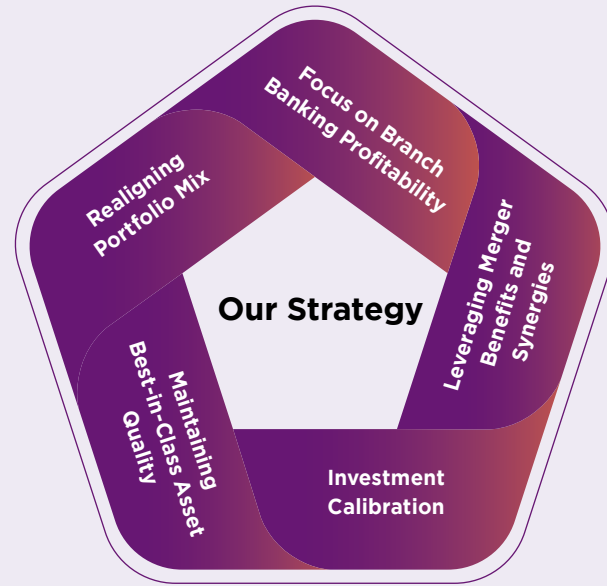 Focus on Branch
Banking Profitability
Realigning
Portfolio Mix
Our Strategy
Leveraging Merger
Benefits and
Synergies
Maintaining
Best-in-Class Asset
Quality
Investment
Calibration